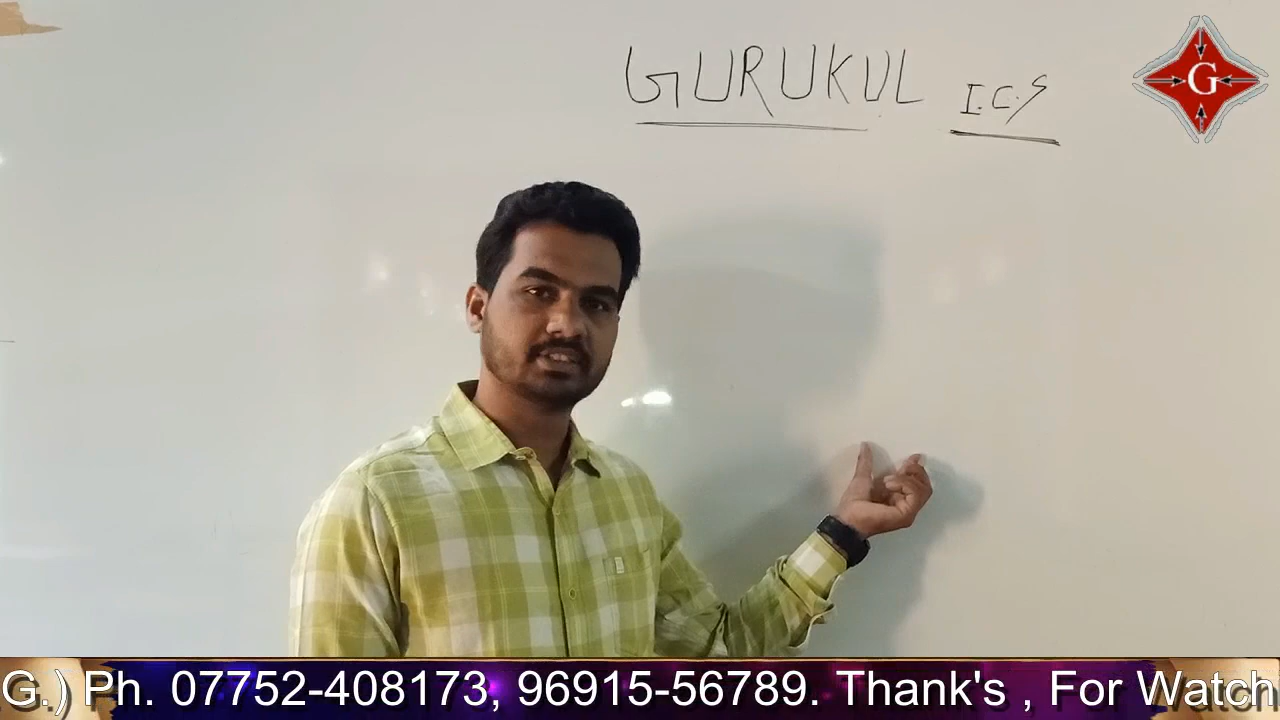 GURUKUL I.C.S
G
G.) Ph. 07752-408173, 96915-56789. Thank's , For Watch